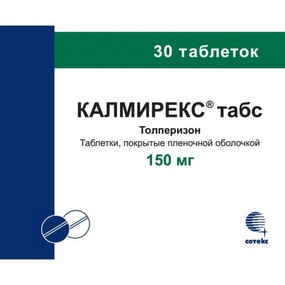 30 таблеток
КАЛМИРЕКС® табс
Толперизон
Таблетки, покрытые пленочной оболочкой
150 мг
сотекс